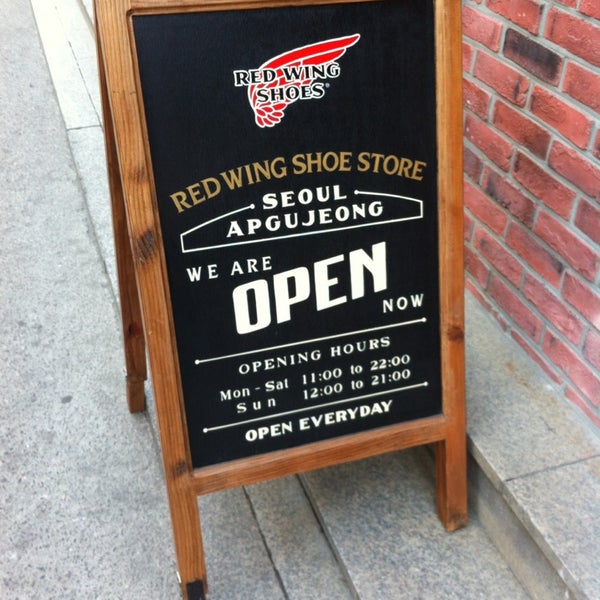 RED WING
SHOES®
RED WING SHOE STORE
SEOUL
APGUJEONG
WE ARE
OPEN
NOW
OPENING HOURS
Mon - Sat 11:00 to 22:00
Sun 12:00 to 21:00
OPEN EVERYDAY